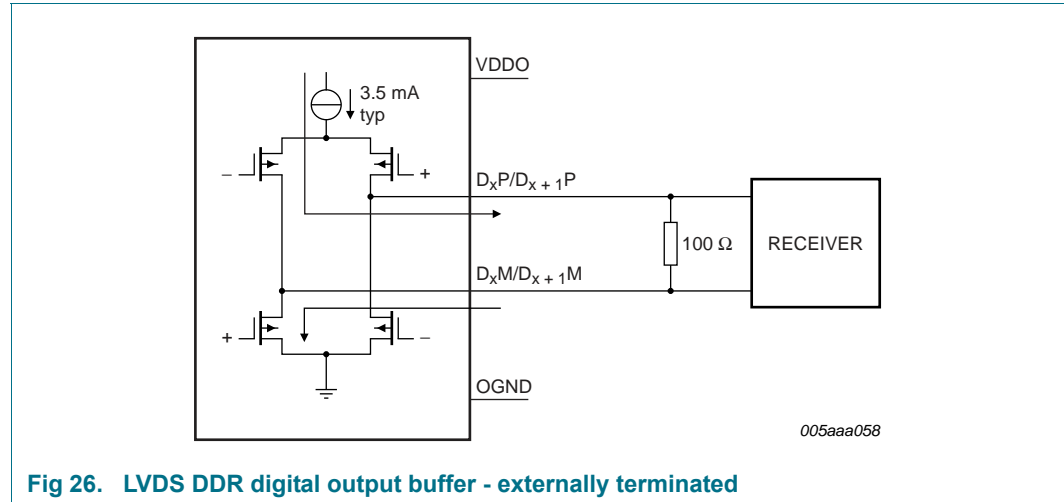 VDDO
3.5 mA
typ
−
+
DxP/Dx + 1P
100 Ω
RECEIVER
DxM/Dx + 1M
+
−
OGND
005aaa058
Fig 26. LVDS DDR digital output buffer - externally terminated